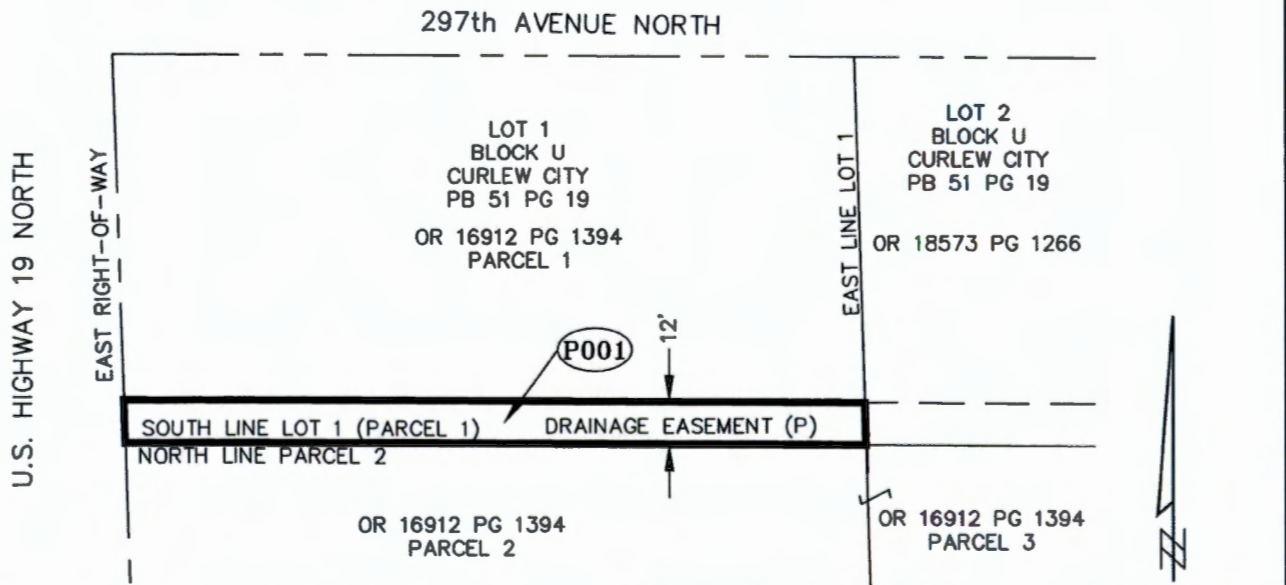 297th AVENUE NORTH
U.S. HIGHWAY 19 NORTH
EAST RIGHT-OF-WAY
LOT 1
BLOCK U
CURLEW CITY
PB 51 PG 19
OR 16912 PG 1394
PARCEL 1
EAST LINE LOT 1
LOT 2
BLOCK U
CURLEW CITY
PB 51 PG 19
OR 18573 PG 1266
P001
12'
SOUTH LINE LOT 1 (PARCEL 1)
DRAINAGE EASEMENT (P)
NORTH LINE PARCEL 2
OR 16912 PG 1394
PARCEL 2
OR 16912 PG 1394
PARCEL 3
N